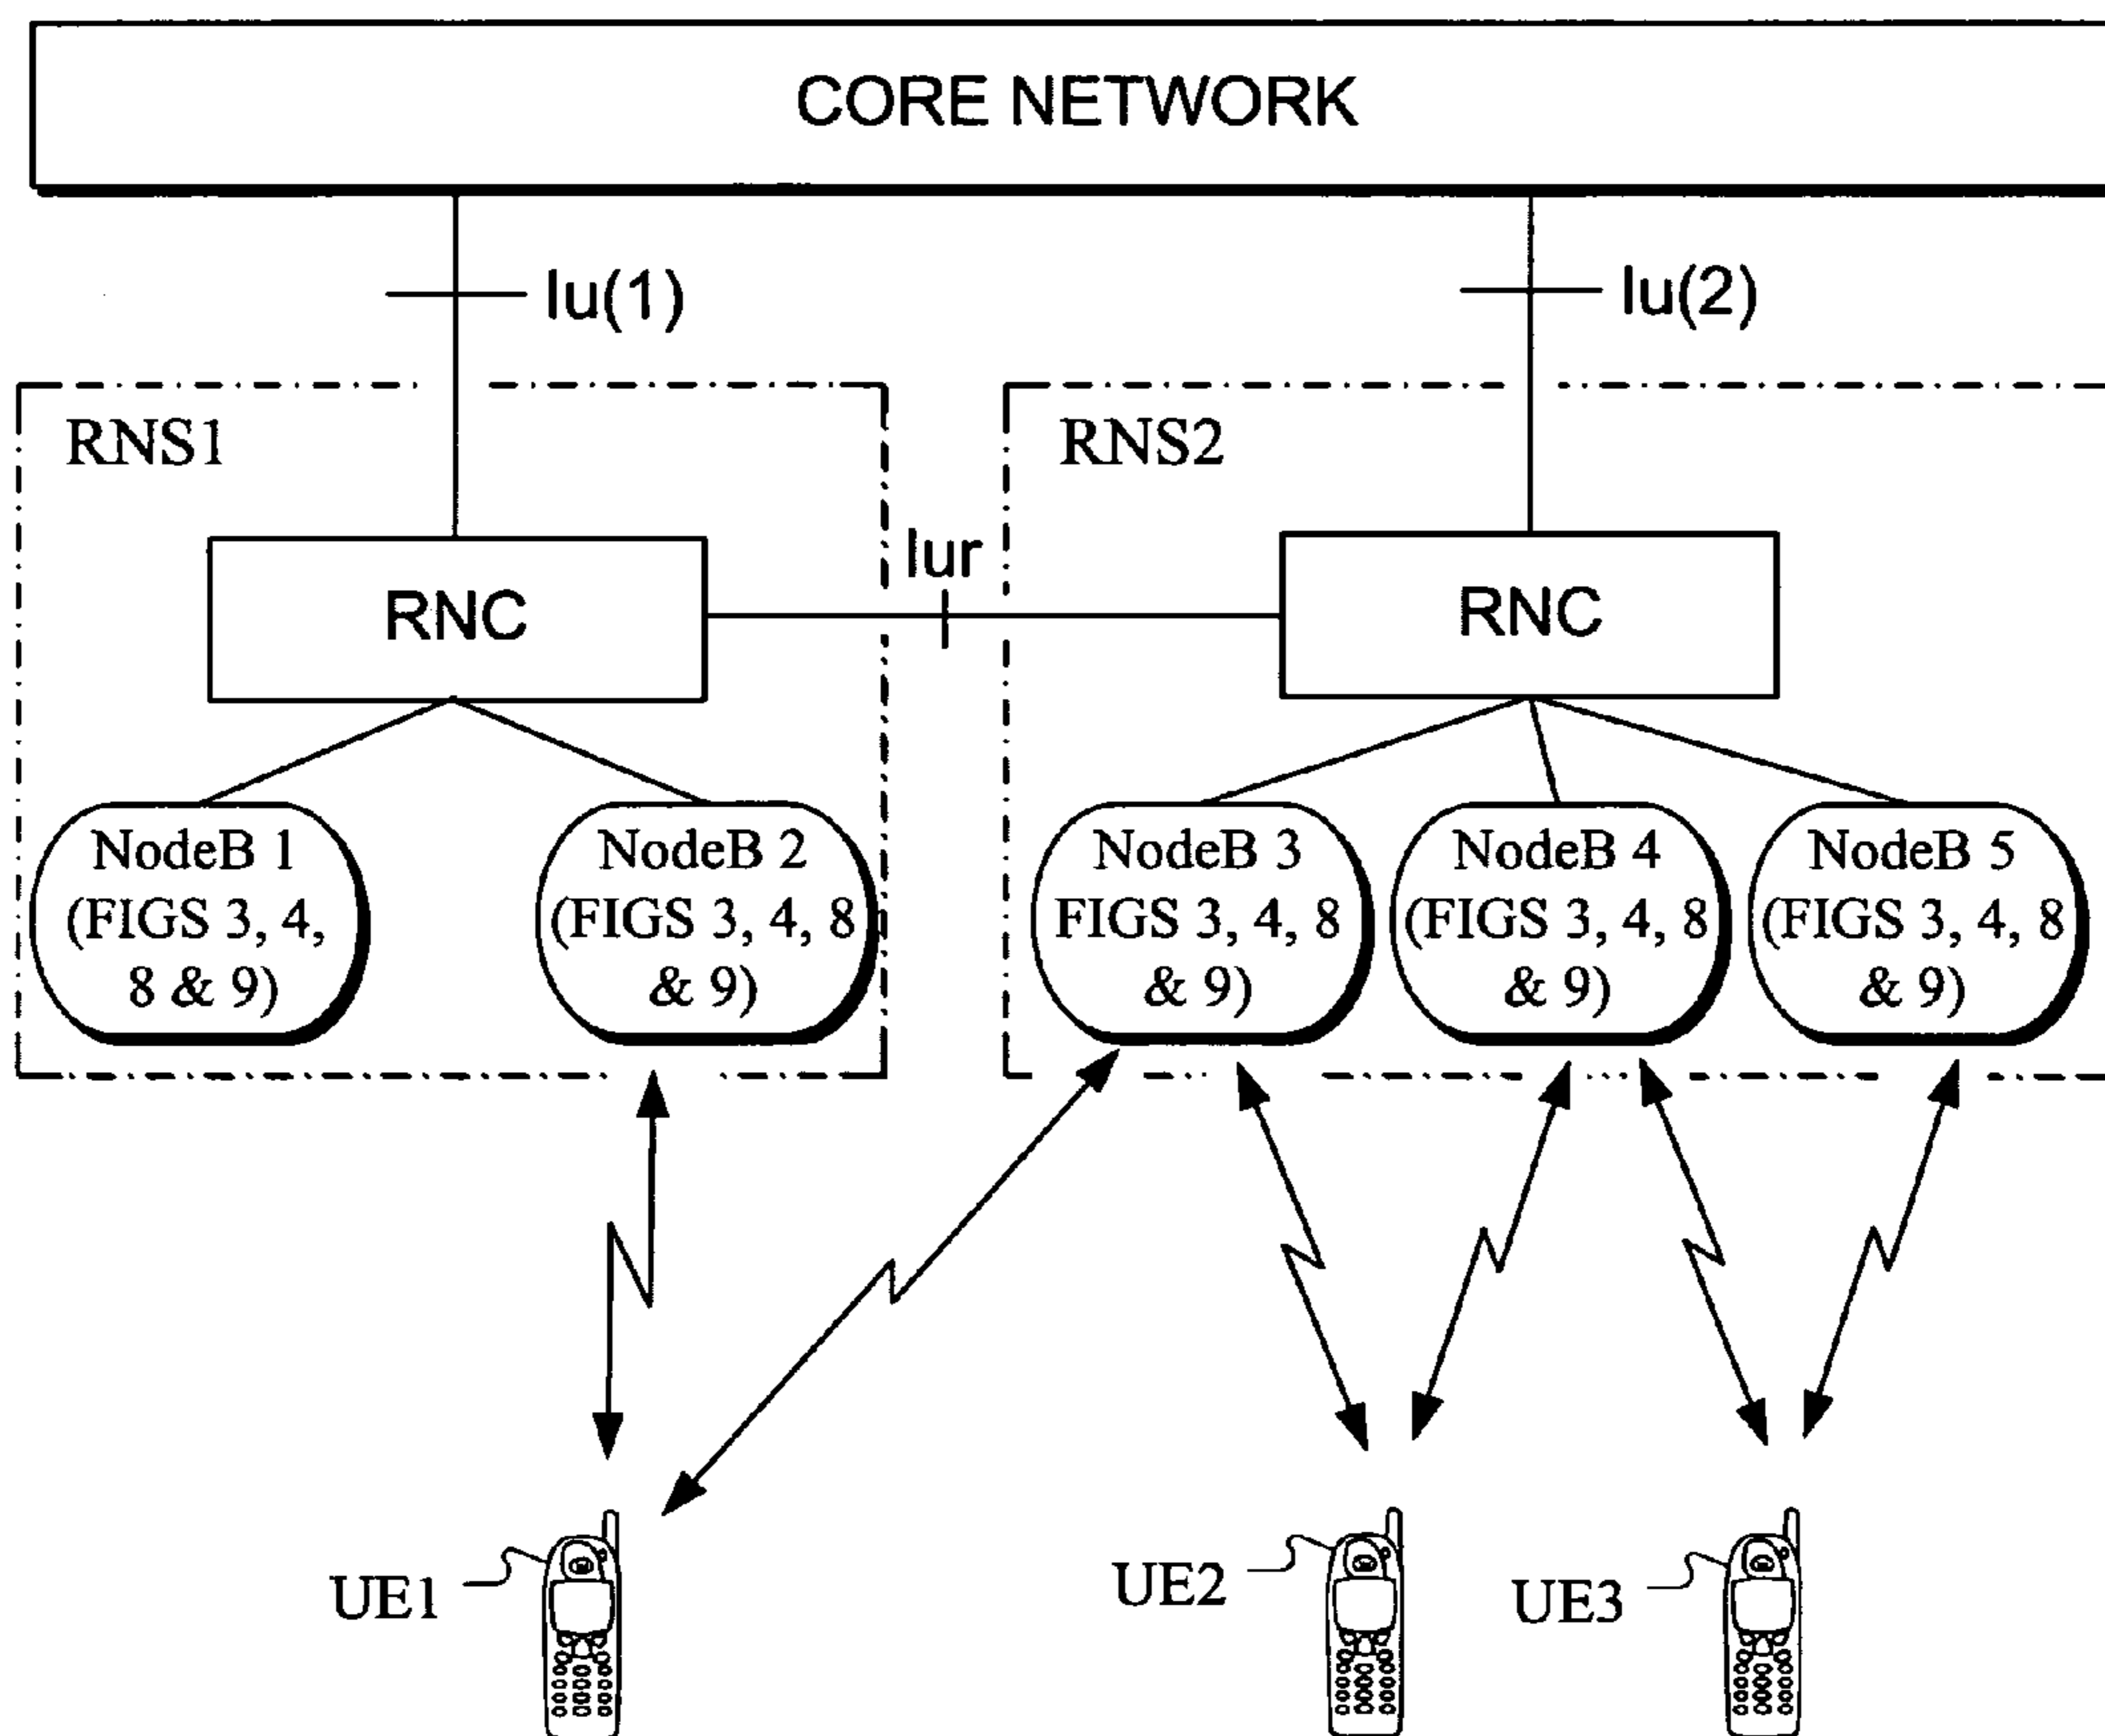 CORE NETWORK
Iu(1)
Iu(2)
RNS1
RNS2
Iur
RNC
RNC
NodeB 1
(FIGS 3, 4,
8 & 9)
NodeB 2
(FIGS 3, 4, 8
& 9)
NodeB 3
FIGS 3, 4, 8
& 9)
NodeB 4
(FIGS 3, 4, 8
& 9)
NodeB 5
(FIGS 3, 4, 8
& 9)
UE1
UE2
UE3